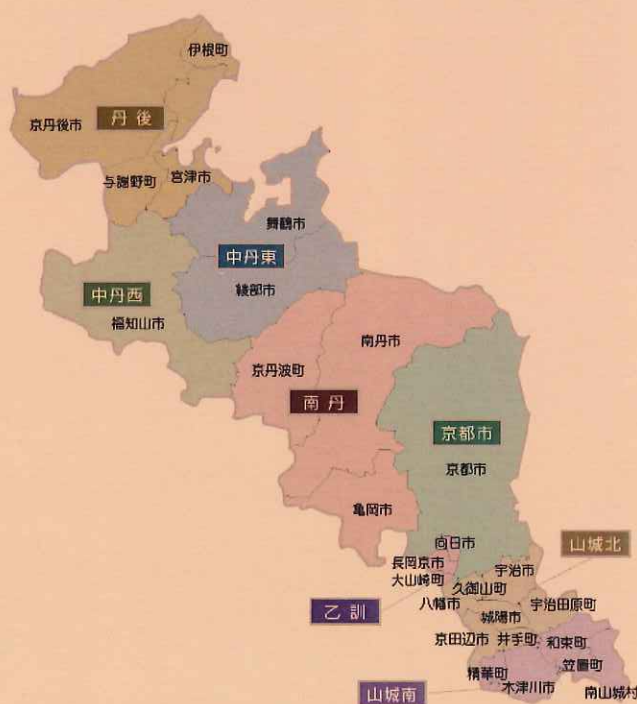 伊根町
京丹後市
丹後
与謝野町
宮津市
舞鶴市
中丹東
綾部市
中丹西
福知山市
南丹市
京丹波町
南丹
京都市
京都市
亀岡市
向日市
山城北
長岡京市
宇治市
大山崎町
久御山町
八幡市
宇治田原町
乙訓
城陽市
京田辺市
井手町
和束町
笠置町
精華町
木津川市
南山城村
山城南